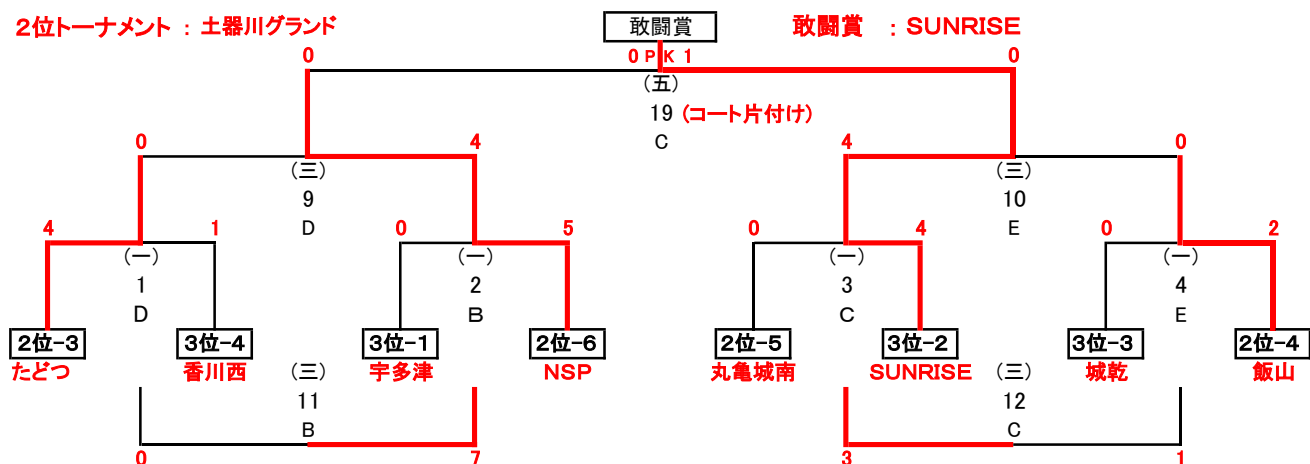 2位トーナメント : 土器川グランド
敢闘賞
敢闘賞 : SUNRISE
0
0 P K 1
0
(五)
19 (コート片付け)
C
0
4
4
0
(三)
(三)
9
10
D
E
4
1
0
5
0
4
0
2
(一)
(一)
(一)
(一)
1
2
3
4
D
B
C
E
2位-3
3位-4
3位-1
2位-6
2位-5
3位-2
3位-3
2位-4
たどつ
香川西
宇多津
NSP
丸亀城南
SUNRISE
城乾
飯山
(三)
(三)
11
12
B
C
0
7
3
1